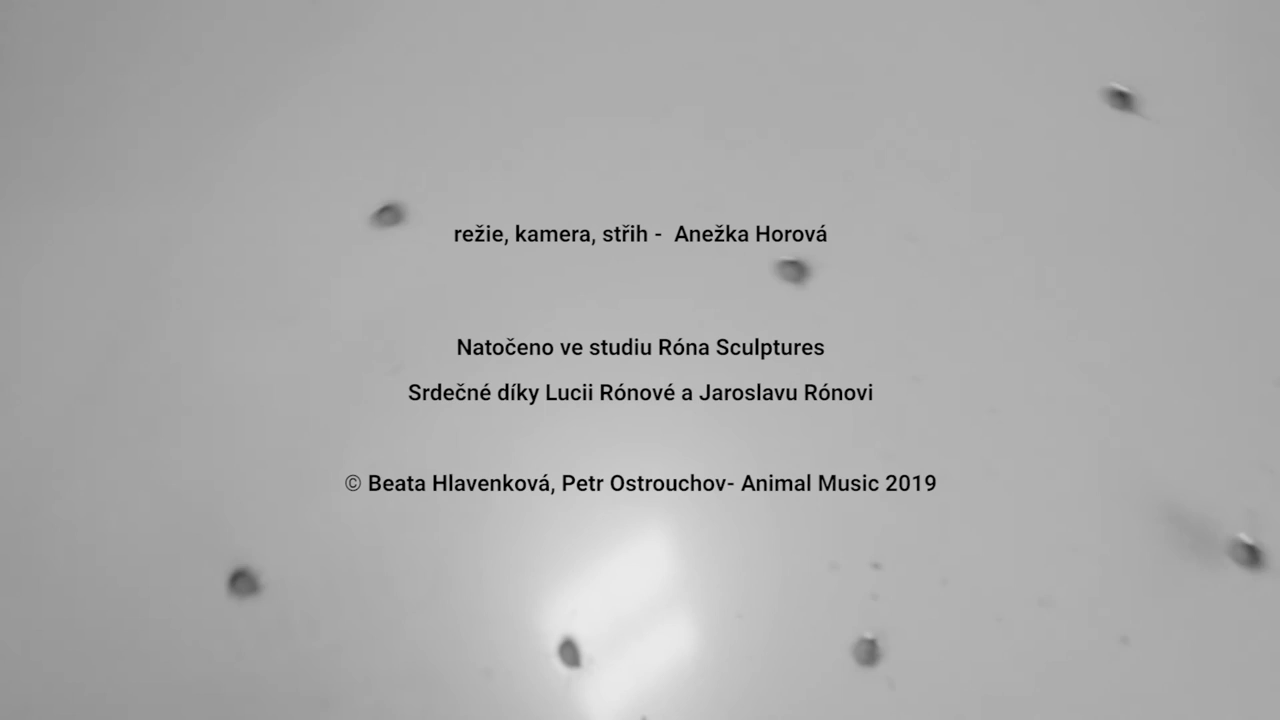 režie, kamera, střih -  Anežka Horová
Natočeno ve studiu Róna Sculptures
Srdečné díky Lucii Rónové a Jaroslavu Rónovi
© Beata Hlavenková, Petr Ostrouchov- Animal Music 2019